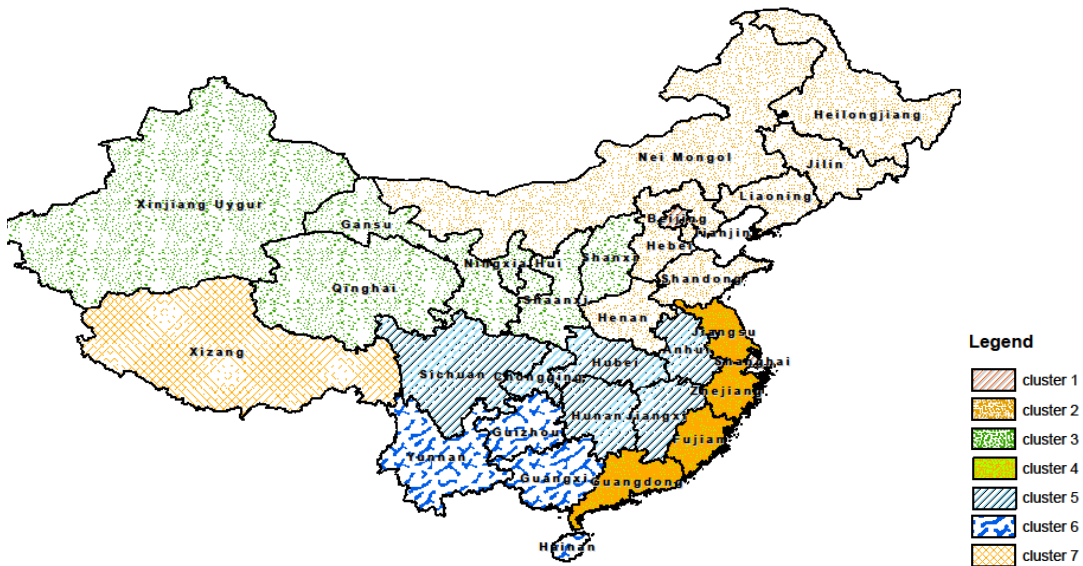 Heilongjiang
Nei Mongol
Jilin
Liaoning
Xinjiang Uygur
Beijing
Gansu
Tianjin
Hebei
Shanxi
Ningxia Hui
Shandong
Qinghai
Shaanxi
Henan
Jiangsu
Xizang
Anhui
Shanghai
Hubei
Sichuan
Chongqing
Zhejiang
Hunan
Jiangxi
Guizhou
Fujian
Yunnan
Guangxi
Guangdong
Hainan
Legend
cluster 1
cluster 2
cluster 3
cluster 4
cluster 5
cluster 6
cluster 7